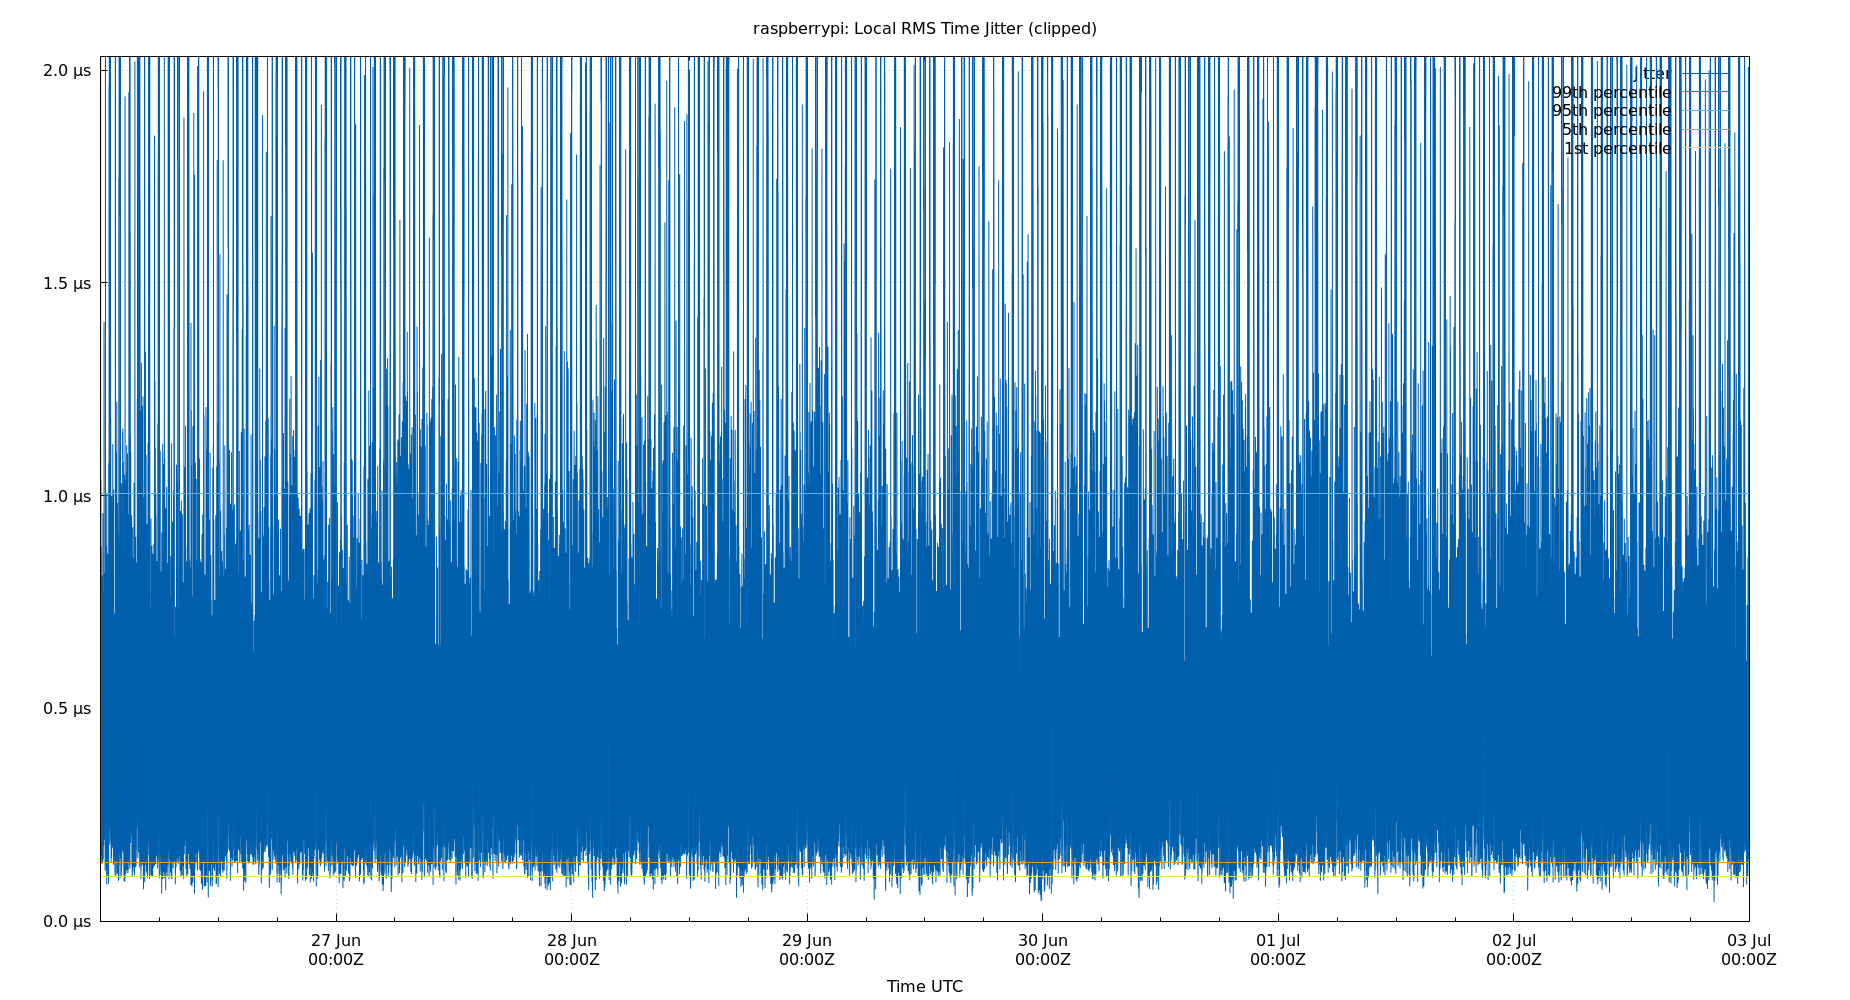 raspberrypi: Local RMS Time Jitter (clipped)
2.0 µs
1.5 µs
1.0 µs
0.5 µs
0.0 µs
Jitter
99th percentile
95th percentile
5th percentile
1st percentile
27 Jun
00:00Z
28 Jun
00:00Z
29 Jun
00:00Z
30 Jun
00:00Z
01 Jul
00:00Z
02 Jul
00:00Z
03 Jul
00:00Z
Time UTC